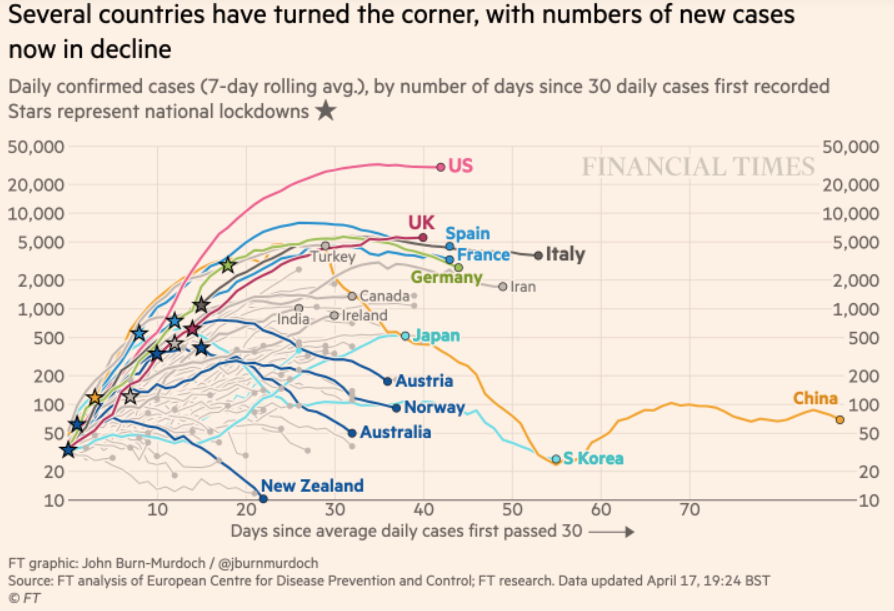 Several countries have turned the corner, with numbers of new cases
now in decline
Daily confirmed cases (7-day rolling avg.), by number of days since 30 daily cases first recorded
Stars represent national lockdowns ★
50,000
50,000
FINANCIAL TIMES
US
20,000
20,000
10,000
10,000
UK
Spain
5,000
5,000
Turkey
France
Italy
Germany
2,000
2,000
Iran
Canada
1,000
1,000
India
Ireland
500
500
Japan
200
200
Austria
China
100
100
Norway
50
50
Australia
S Korea
20
20
New Zealand
10
10
10
20
30
40
50
60
70
Days since average daily cases first passed 30
FT graphic: John Burn-Murdoch / @jburnmurdoch
Source: FT analysis of European Centre for Disease Prevention and Control; FT research. Data updated April 17, 19:24 BST
© FT